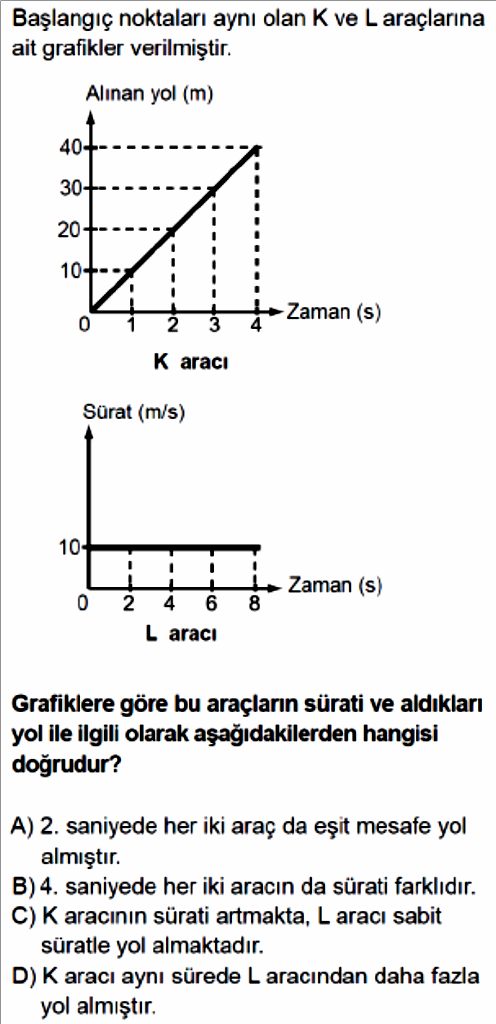 Başlangıç noktaları aynı olan K ve L araçlarına
ait grafikler verilmiştir.
Alınan yol (m)
40
30
20
10
0 1 2 3 4 Zaman (s)
K aracı
Sürat (m/s)
10
0 2 4 6 8 Zaman (s)
L aracı
Grafiklere göre bu araçların sürati ve aldıkları
yol ile ilgili olarak aşağıdakilerden hangisi
doğrudur?
A) 2. saniyede her iki araç da eşit mesafe yol
almıştır.
B) 4. saniyede her iki aracın da sürati farklıdır.
C) K aracının sürati artmakta, L aracı sabit
süratle yol almaktadır.
D) K aracı aynı sürede L aracından daha fazla
yol almıştır.